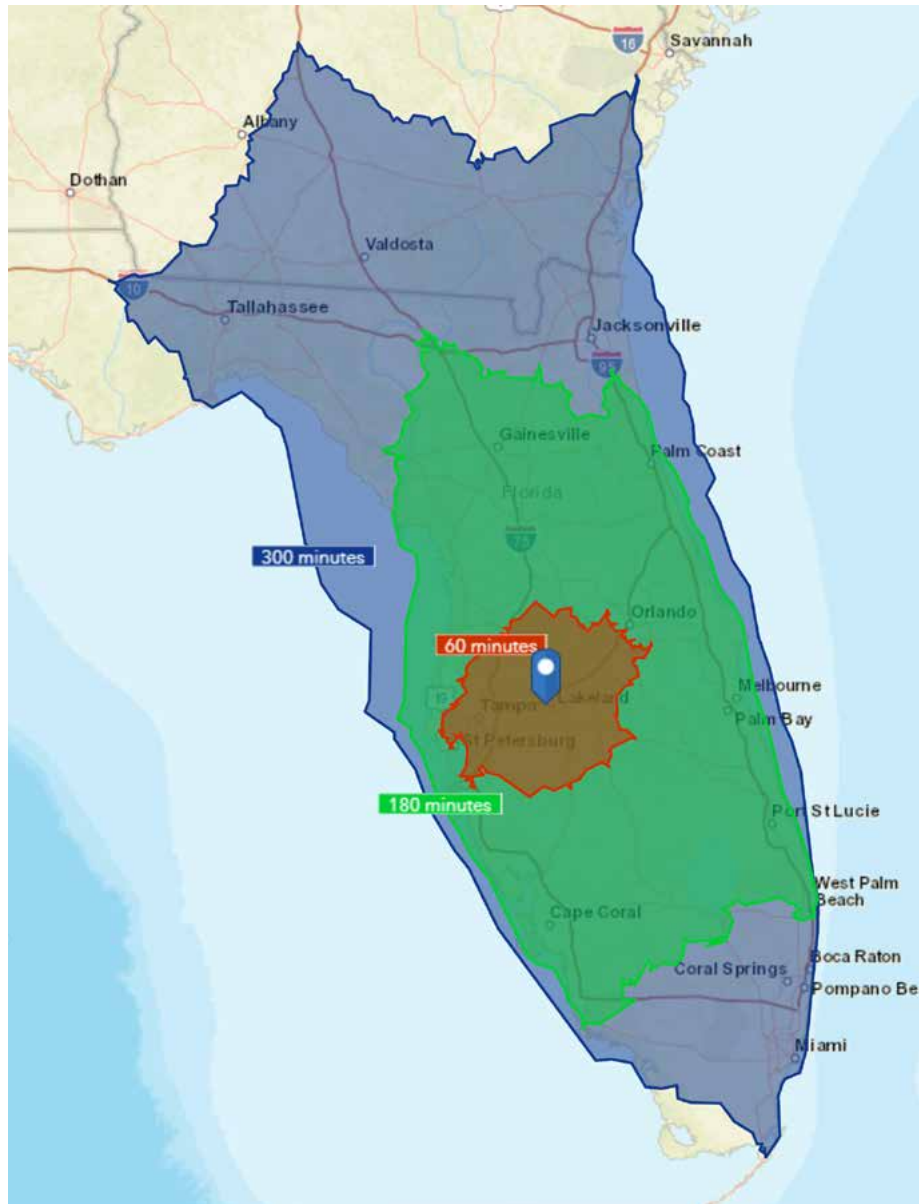 16
Savannah
Albany
Dothan
Valdosta
10
Tallahassee
Jacksonville
95
Gainesville
Palm Coast
Florida
75
300 minutes
Orlando
60 minutes
Melbourne
19
Lakeland
Tampa
Palm Bay
St Petersburg
180 minutes
Port St Lucie
West Palm
Beach
Cape Coral
Boca Raton
Coral Springs
Pompano Be
Miami